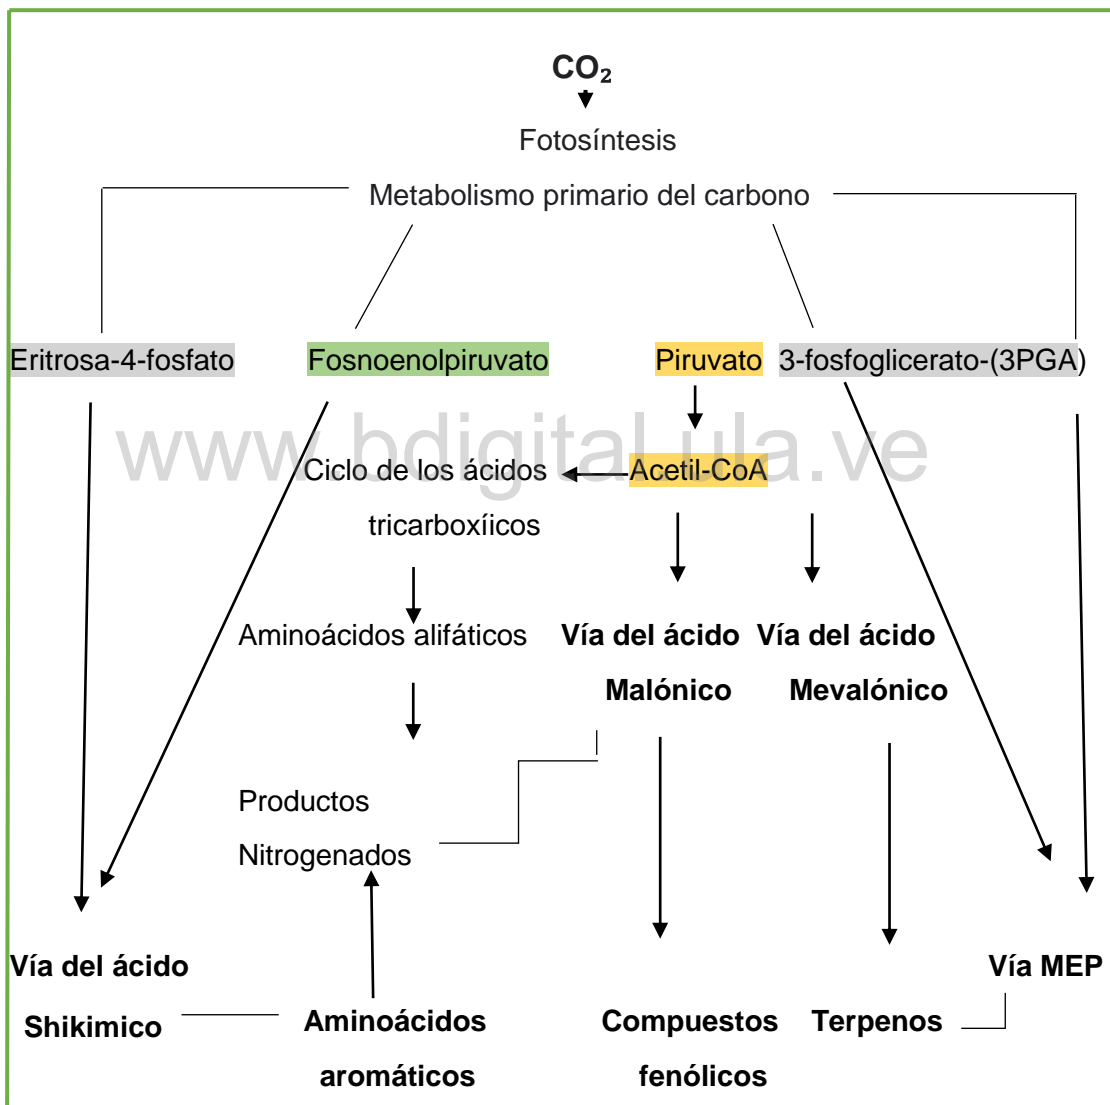 CO₂
Fotosíntesis
Metabolismo primario del carbono
Eritrosa-4-fosfato
Fosnoenolpiruvato
Piruvato
3-fosfoglicerato-(3PGA)
www.bdigital.ula.ve
Ciclo de los ácidos
tricarboxíicos
Acetil-CoA
Aminoácidos alifáticos
Vía del ácido
Malónico
Vía del ácido
Mevalónico
Productos
Nitrogenados
Vía del ácido
Shikimico
Aminoácidos
aromáticos
Compuestos
fenólicos
Terpenos
Vía MEP